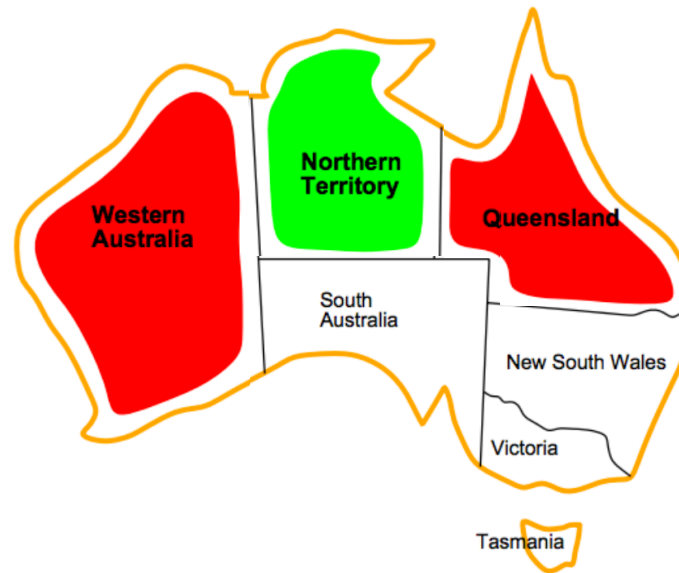 Northern
Territory
Western
Australia
Queensland
South
Australia
New South Wales
Victoria
Tasmania